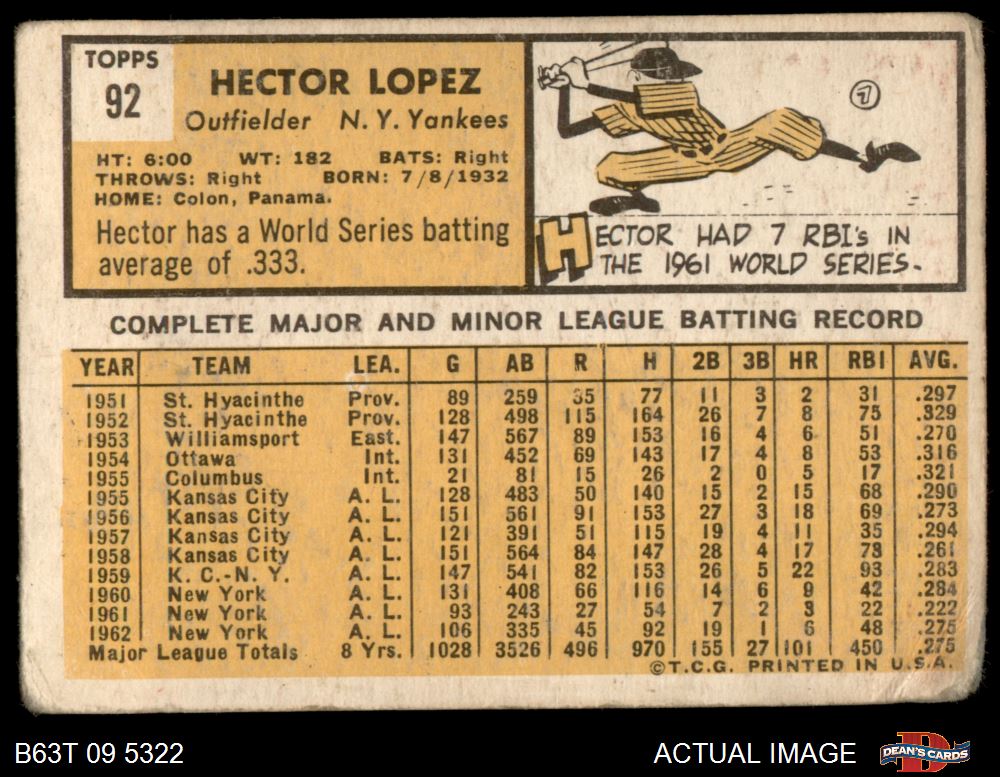 TOPPS
92
HECTOR LOPEZ
Outfielder N. Y. Yankees
HT: 6:00 WT: 182 BATS: Right
THROWS: Right BORN: 7/8/1932
HOME: Colon, Panama.
Hector has a World Series batting
average of .333.
7
HECTOR HAD 7 RBI's IN
THE 1961 WORLD SERIES.
COMPLETE MAJOR AND MINOR LEAGUE BATTING RECORD
YEAR TEAM LEA. G AB R H 2B 3B HR RBI AVG.
1951 St. Hyacinthe Prov. 89 259 35 77 11 3 2 31 .297
1952 St. Hyacinthe Prov. 128 498 115 164 26 7 8 75 .329
1953 Williamsport East. 147 567 89 153 16 4 6 51 .270
1954 Ottawa Int. 131 452 69 143 17 4 8 53 .316
1955 Columbus Int. 21 81 15 26 2 0 5 17 .321
1955 Kansas City A. L. 128 483 50 140 15 2 15 68 .290
1956 Kansas City A. L. 151 561 91 153 27 3 18 69 .273
1957 Kansas City A. L. 121 391 51 115 19 4 11 35 .294
1958 Kansas City A. L. 151 564 84 147 28 4 17 73 .261
1959 K. C.-N. Y. A. L. 147 541 82 153 26 5 22 93 .283
1960 New York A. L. 131 408 66 116 14 6 9 42 .284
1961 New York A. L. 93 243 27 54 7 2 3 22 .222
1962 New York A. L. 106 335 45 92 19 1 6 48 .275
Major League Totals 8 Yrs. 1028 3526 496 970 155 27 101 450 .275
©T.C.G. PRINTED IN U.S.A.
B63T 09 5322 ACTUAL IMAGE DEAN'S CARDS